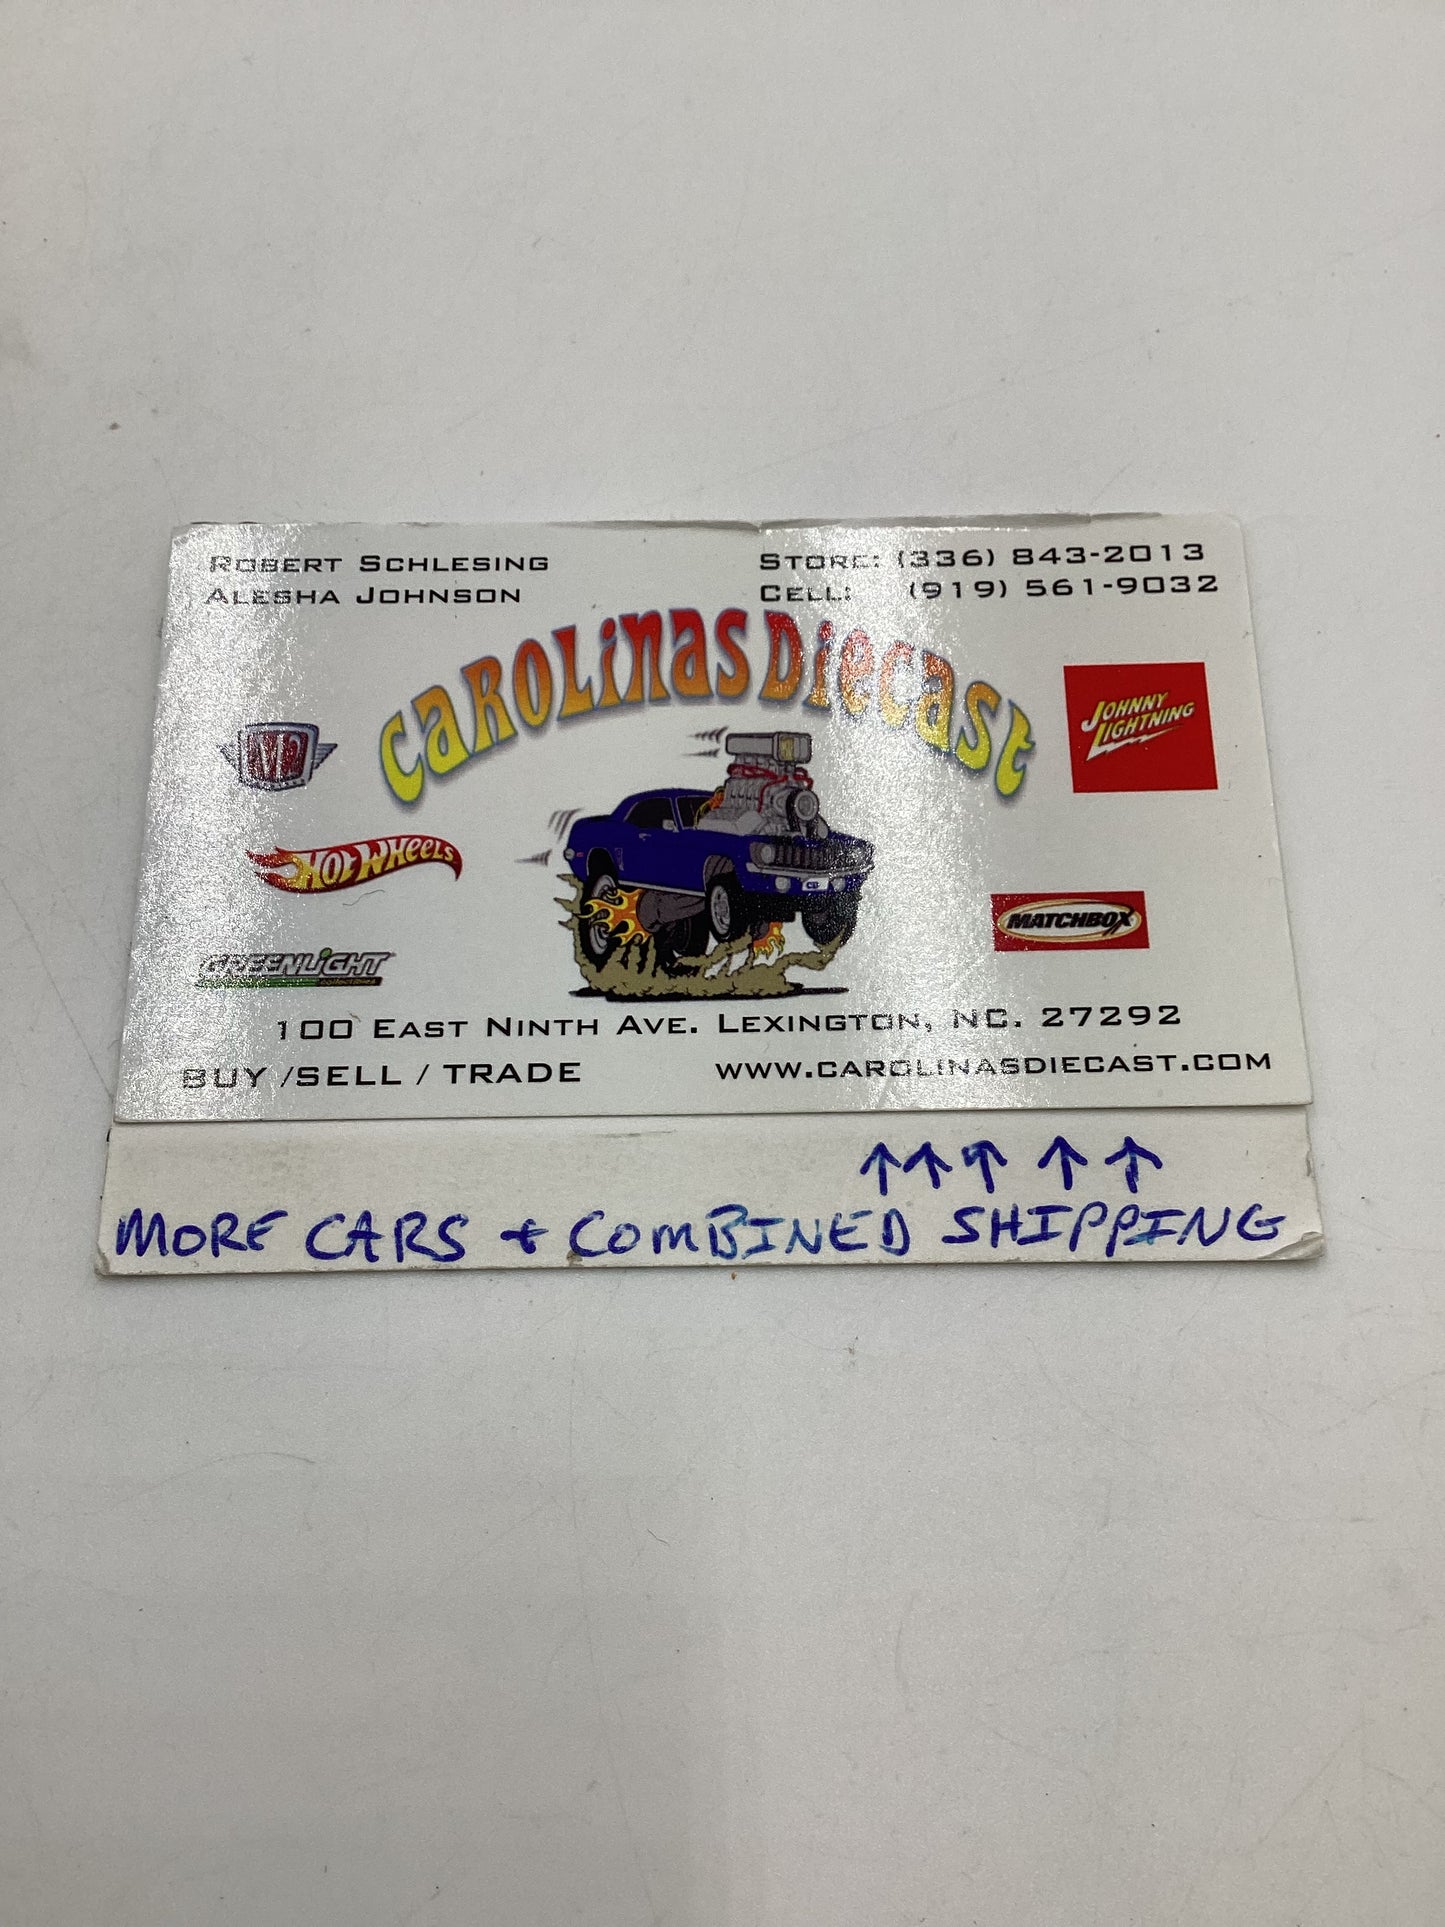 ROBERT SCHLESING
ALESHA JOHNSON
STORE: (336) 843-2013
CELL: (919) 561-9032
CAROLINAS DIECAST
M2
JOHNNY LIGHTNING
HOT WHEELS
MATCHBOX
GREENLIGHT
100 EAST NINTH AVE. LEXINGTON, NC. 27292
BUY /SELL / TRADE
WWW.CAROLINASDIECAST.COM
↑↑↑↑↑
MORE CARS + COMBINED SHIPPING